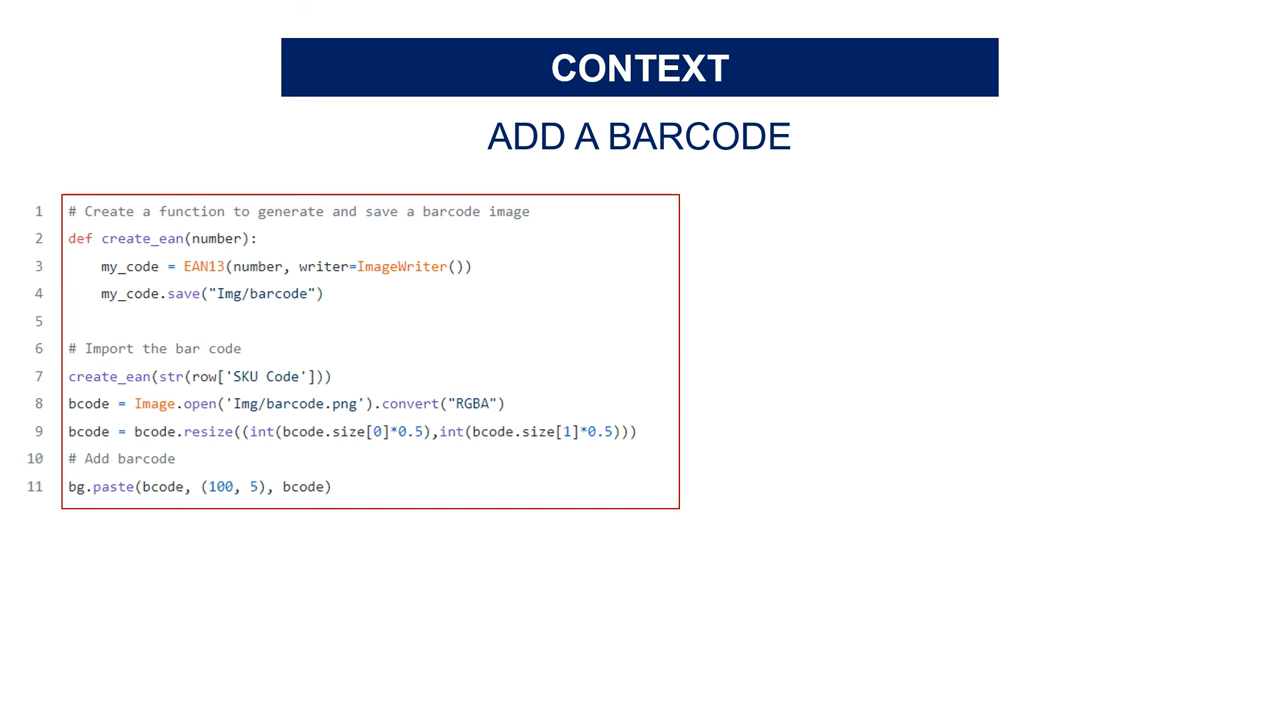 CONTEXT
ADD A BARCODE
1 # Create a function to generate and save a barcode image
2 def create_ean(number):
3     my_code = EAN13(number, writer=ImageWriter())
4     my_code.save("Img/barcode")
5
6 # Import the bar code
7 create_ean(str(row['SKU Code']))
8 bcode = Image.open('Img/barcode.png').convert("RGBA")
9 bcode = bcode.resize((int(bcode.size[0]*0.5),int(bcode.size[1]*0.5)))
10 # Add barcode
11 bg.paste(bcode, (100, 5), bcode)